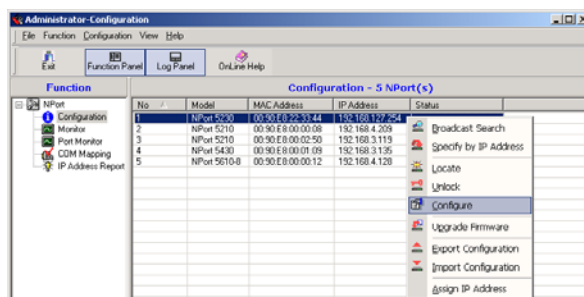 Administrator-Configuration
File Function Configuration View Help
Exit Function Panel Log Panel OnLine Help
Function
NPort
Configuration
Monitor
Port Monitor
COM Mapping
IP Address Report
Configuration - 5 NPort(s)
No Model MAC Address IP Address Status
1 NPort 5230 00:90:E8:22:33:44 192.168.127.254
2 NPort 5210 00:90:E8:00:00:08 192.168.4.209
3 NPort 5210 00:90:E8:00:02:50 192.168.3.119
4 NPort 5430 00:90:E8:00:01:09 192.168.3.135
5 NPort 5610-8 00:90:E8:00:00:12 192.168.4.128
Broadcast Search
Specify by IP Address
Locate
Unlock
Configure
Upgrade Firmware
Export Configuration
Import Configuration
Assign IP Address